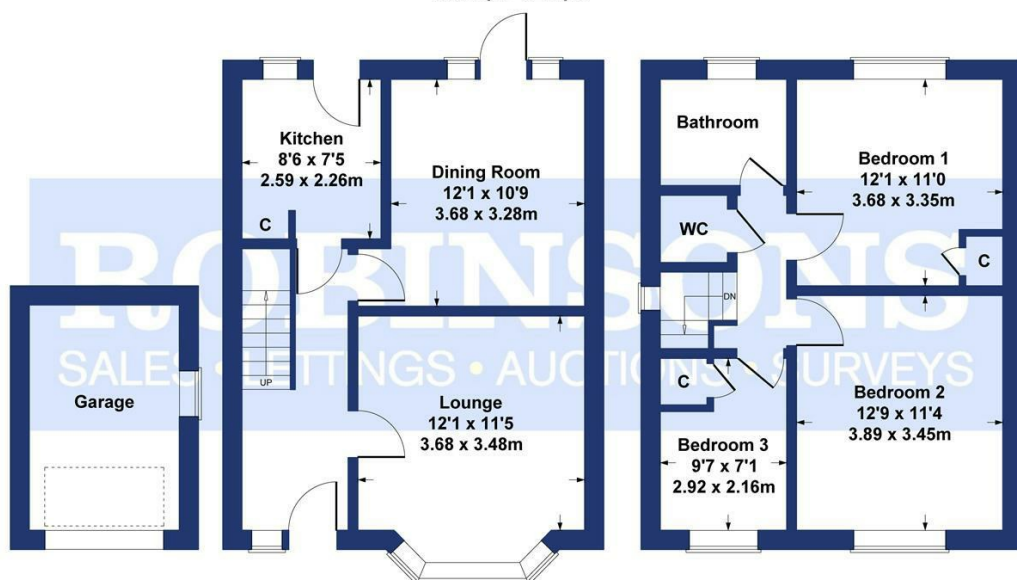 Kitchen
8'6 x 7'5
2.59 x 2.26m
C
Dining Room
12'1 x 10'9
3.68 x 3.28m
UP
Lounge
12'1 x 11'5
3.68 x 3.48m
Garage
Bathroom
WC
DN
Bedroom 1
12'1 x 11'0
3.68 x 3.35m
C
C
Bedroom 2
12'9 x 11'4
3.89 x 3.45m
Bedroom 3
9'7 x 7'1
2.92 x 2.16m
ROBINSONS
SALES • LETTINGS • AUCTIONS • SURVEYS